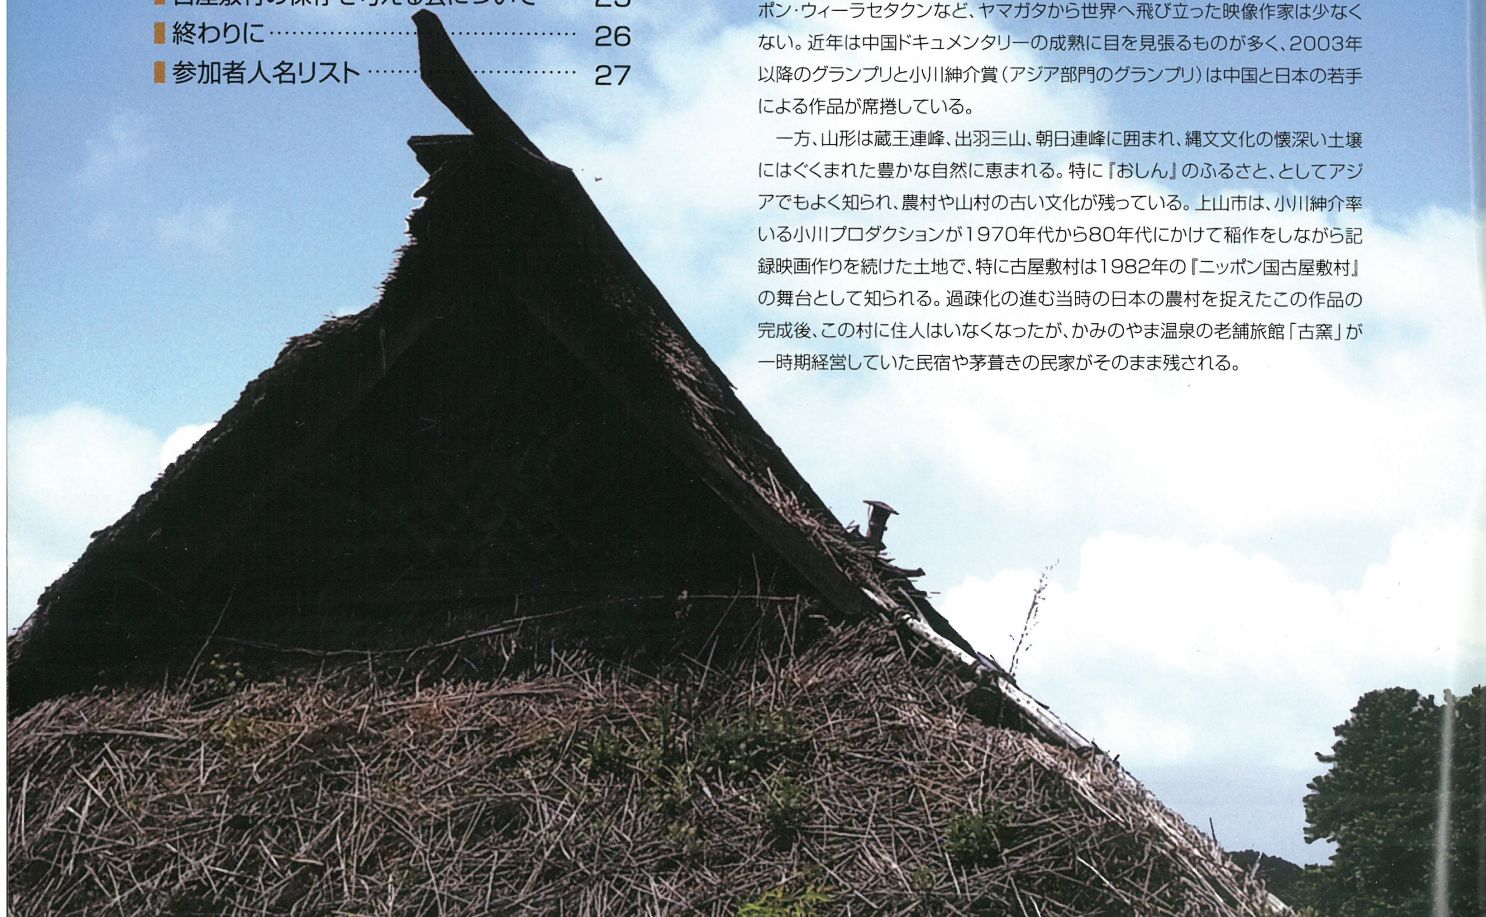 古屋敷村の保存を考える会について 25
終わりに 26
参加者人名リスト 27
ポン・ウィーラセタクンなど、ヤマガタから世界へ飛び立った映像作家は少なく
ない。近年は中国ドキュメンタリーの成熟に目を見張るものが多く、2003年
以降のグランプリと小川紳介賞（アジア部門のグランプリ）は中国と日本の若手
による作品が席捲している。
一方、山形は蔵王連峰、出羽三山、朝日連峰に囲まれ、縄文文化の懐深い土壌
にはぐくまれた豊かな自然に恵まれる。特に『おしん』のふるさと、としてアジ
アでもよく知られ、農村や山村の古い文化が残っている。上山市は、小川紳介率
いる小川プロダクションが1970年代から80年代にかけて稲作をしながら記
録映画作りを続けた土地で、特に古屋敷村は1982年の『ニッポン国古屋敷村』
の舞台として知られる。過疎化の進む当時の日本の農村を捉えたこの作品の
完成後、この村に住人はいなくなったが、かみのやま温泉の老舗旅館「古窯」が
一時期経営していた民宿や茅葺きの民家がそのまま残される。